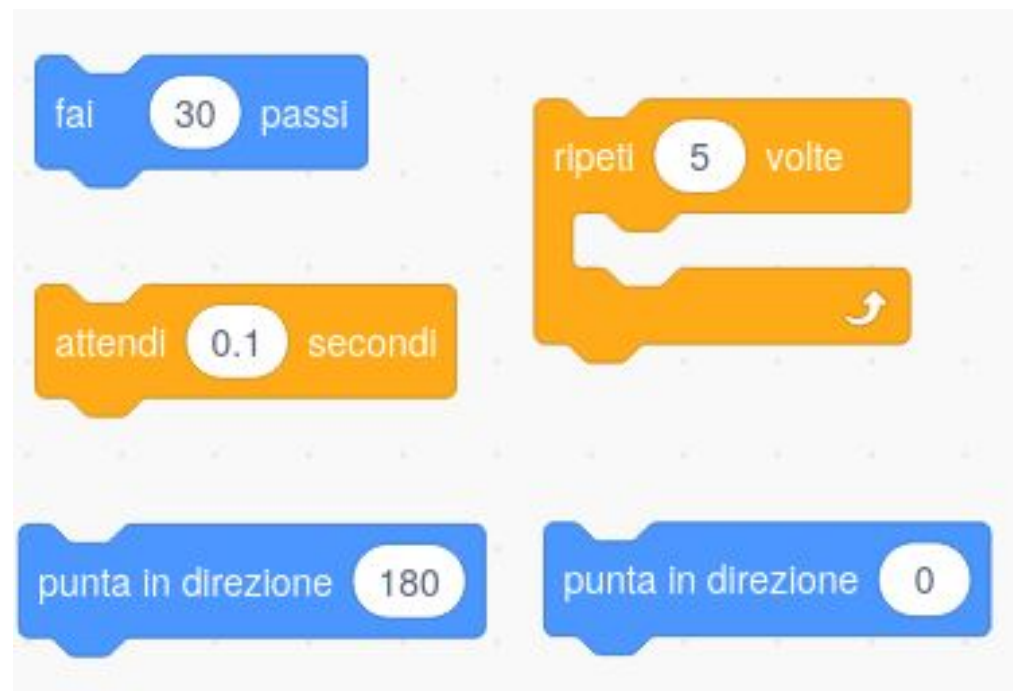 fai 30 passi
ripeti 5 volte
attendi 0.1 secondi
punta in direzione 180
punta in direzione 0